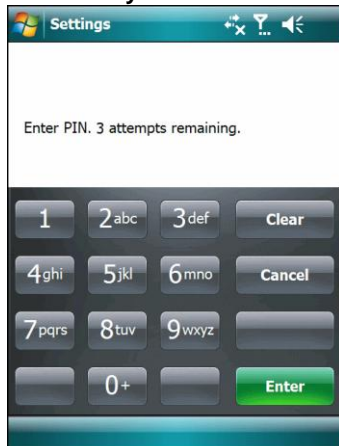 Settings
Enter PIN. 3 attempts remaining.
1 2abc 3def Clear
4ghi 5jkl 6mno Cancel
7pqrs 8tuv 9wxyz
0+ Enter